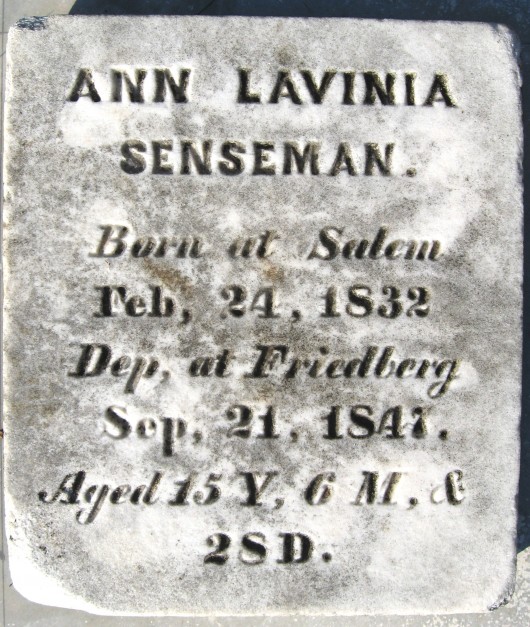 ANN LAVINIA
SENSEMAN.
Born at Salem
Feb, 24, 1832
Dep, at Friedberg
Sep, 21, 1847.
Aged 15 Y, 6 M, &
28D.